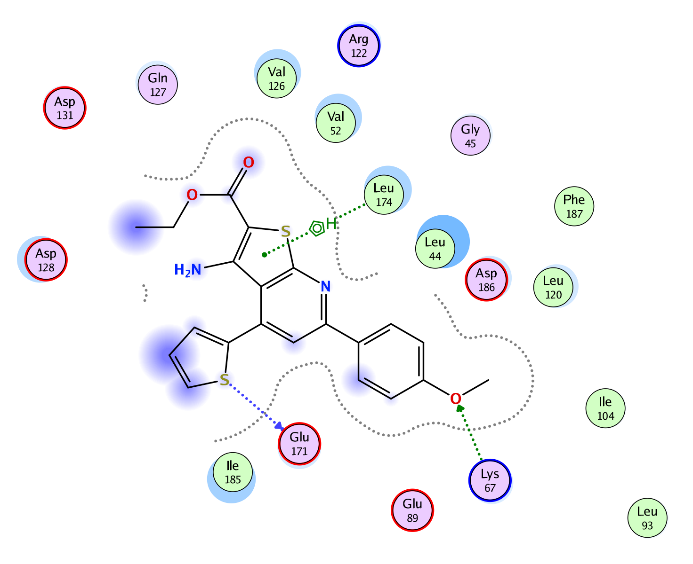 Arg
122
Val
126
Gln
127
Asp
131
Val
52
Gly
45
O
O
Leu
174
H
S
Phe
187
Leu
44
Asp
128
H₂N
Asp
186
Leu
120
N
S
O
Ile
104
Glu
171
Ile
185
Lys
67
Glu
89
Leu
93